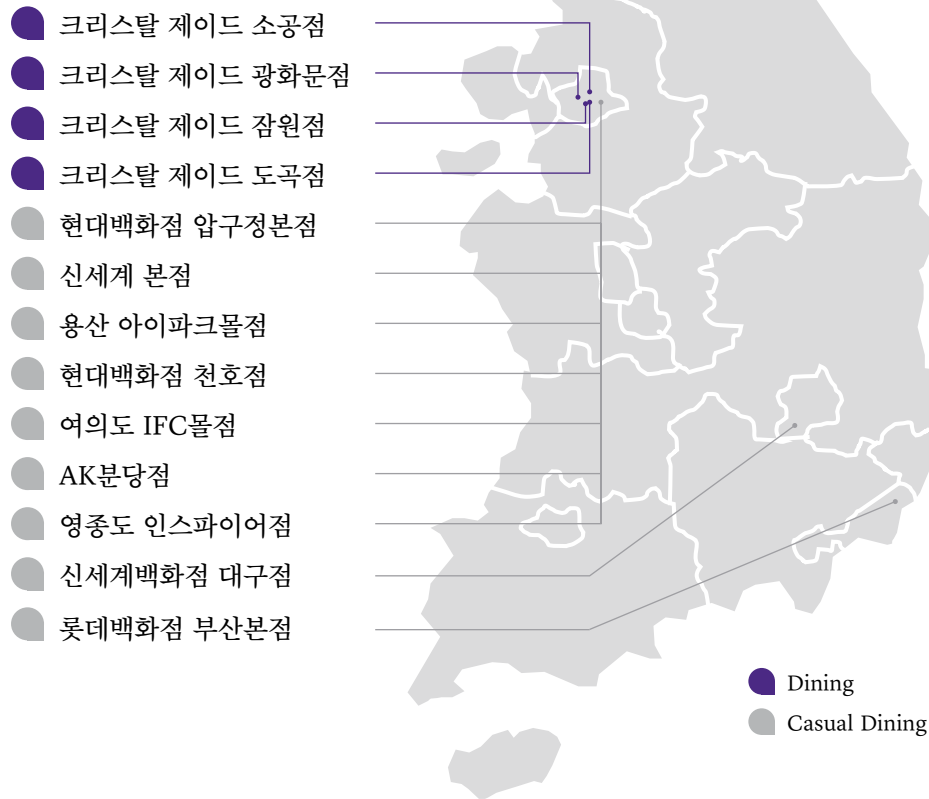 크리스탈 제이드 소공점
크리스탈 제이드 광화문점
크리스탈 제이드 잠원점
크리스탈 제이드 도곡점
현대백화점 압구정본점
신세계 본점
용산 아이파크몰점
현대백화점 천호점
여의도 IFC몰점
AK분당점
영종도 인스파이어점
신세계백화점 대구점
롯데백화점 부산본점
Dining
Casual Dining